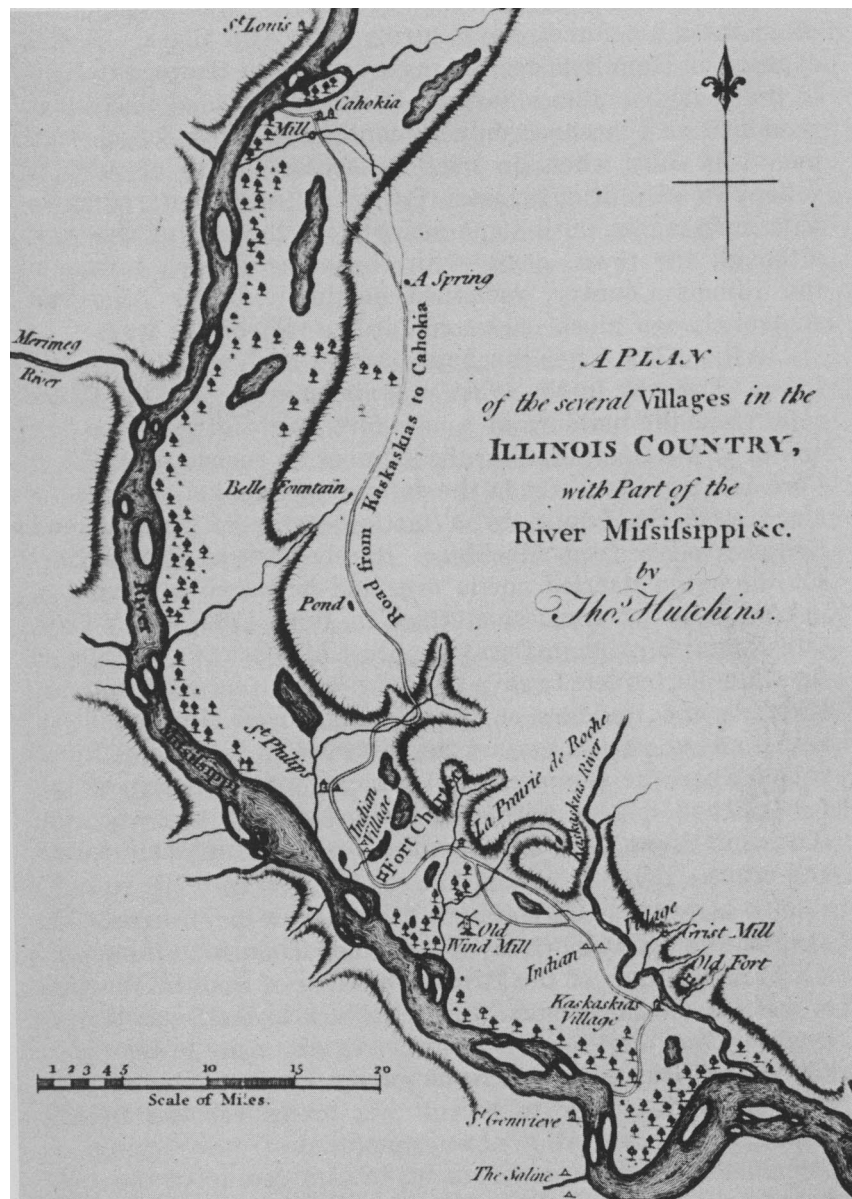 St. Louis
Cahokia
Mill
A Spring
Merimeg
River
A PLAN
of the several Villages in the
ILLINOIS COUNTRY,
with Part of the
River Miſsiſsippi &c.
by
Thos. Hutchins.
Road from Kaskaskias to Cahokia
Belle Fountain
Pond
River
Miſsiſsippi
St. Philips
Indian
Village
Fort Chartres
La Prairie de Roche
Kaskaskias River
Old
Wind Mill
Indian
Village
Grist Mill
Old Fort
Kaskaskias
Village
1 2 3 4 5 10 15 20
Scale of Miles.
St. Genevieve
The Saline